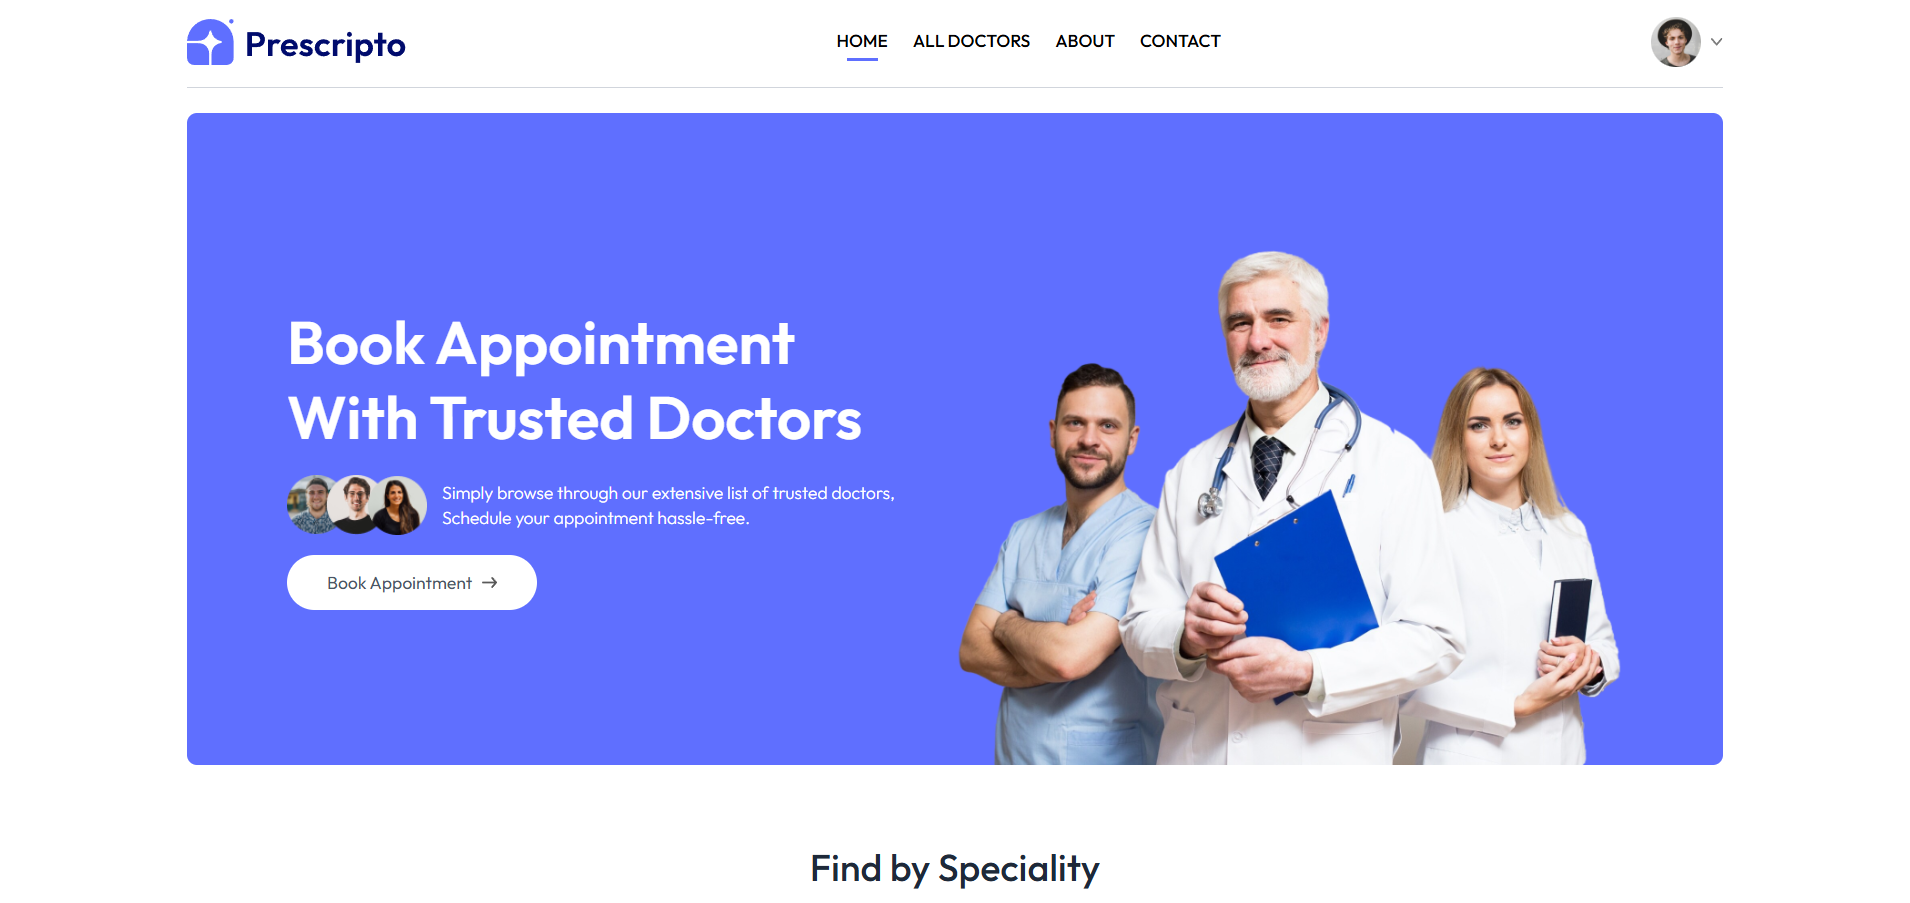 Prescripto
HOME
ALL DOCTORS
ABOUT
CONTACT
Book Appointment
With Trusted Doctors
Simply browse through our extensive list of trusted doctors,
Schedule your appointment hassle-free.
Book Appointment
Find by Speciality